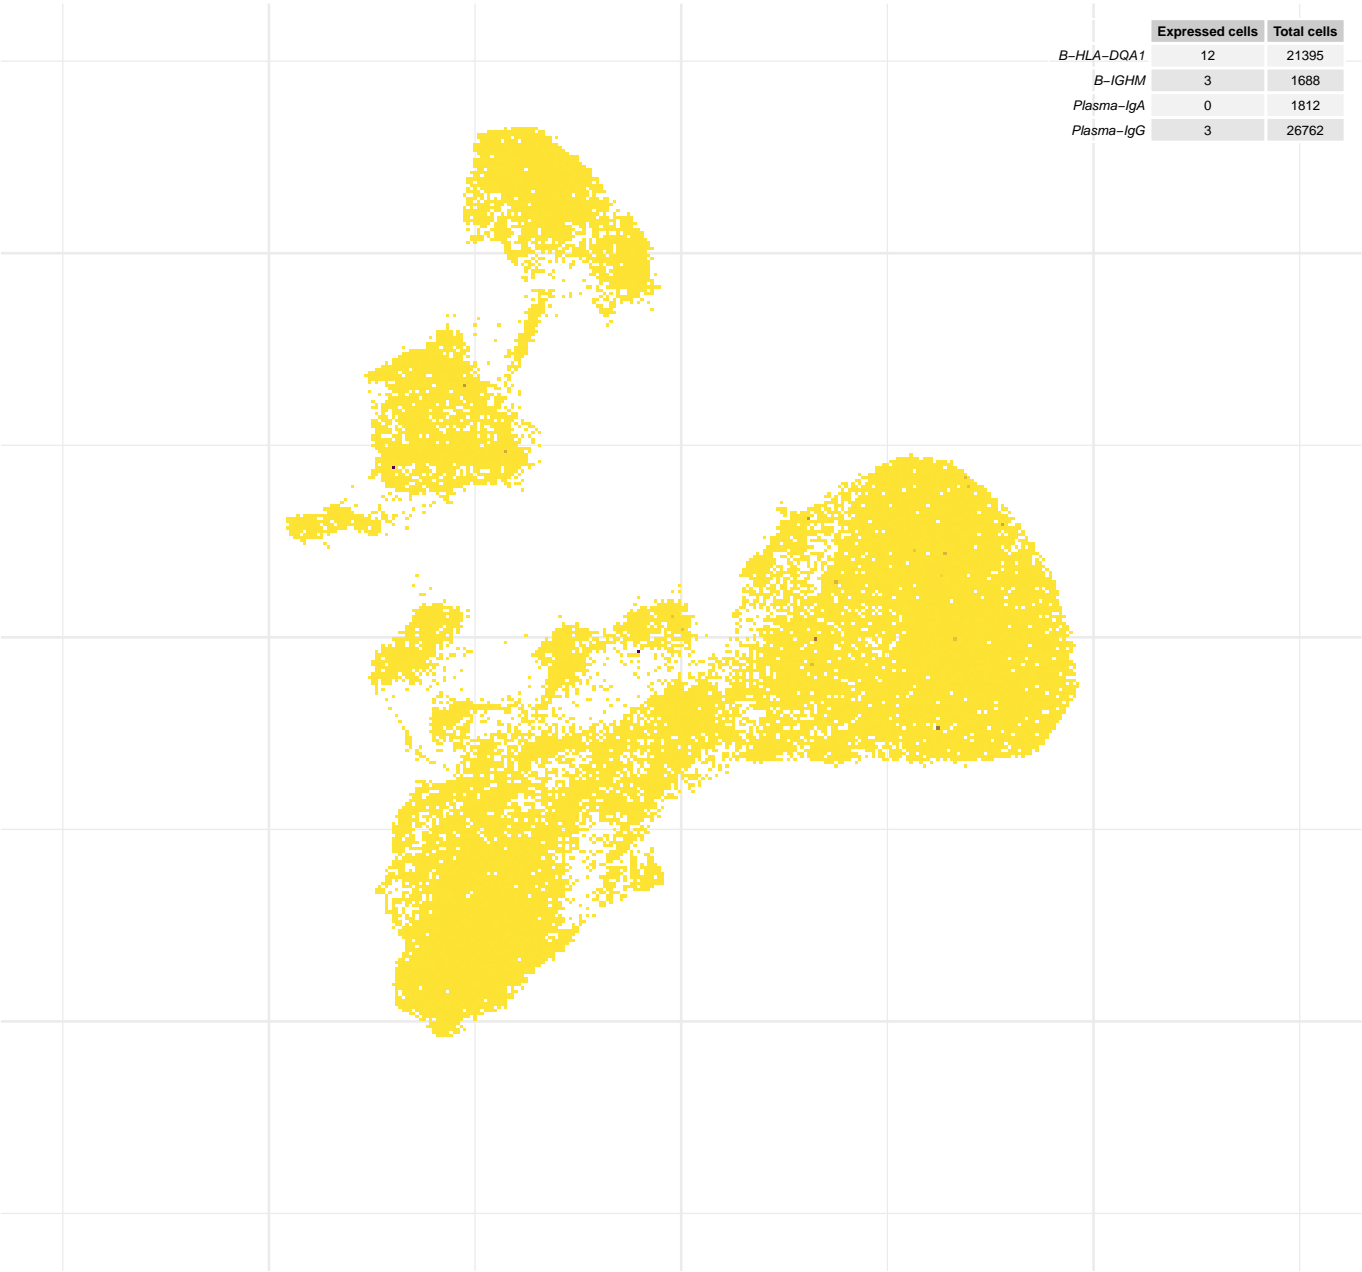 Expressed cells Total cells
B−HLA−DQA1 12 21395
B−IGHM 3 1688
Plasma−IgA 0 1812
Plasma−IgG 3 26762